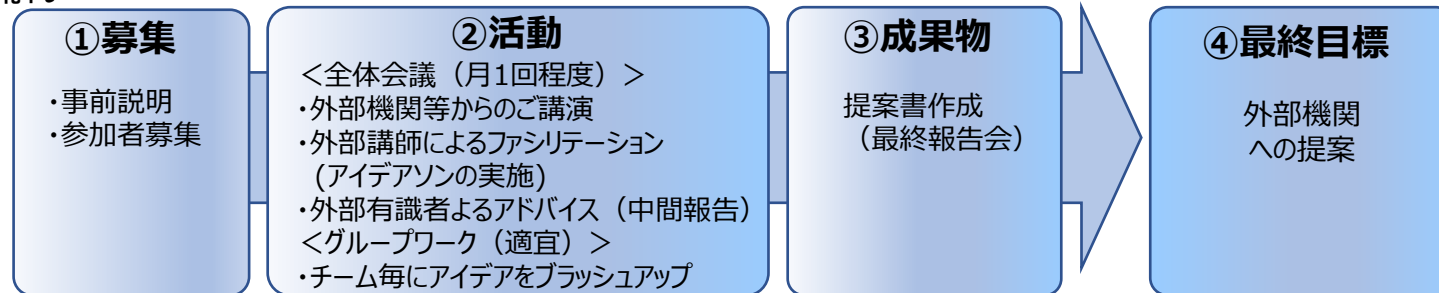 ①募集
・事前説明
・参加者募集
②活動
＜全体会議（月1回程度）＞
・外部機関等からのご講演
・外部講師によるファシリテーション
(アイデアソンの実施)
・外部有識者よるアドバイス（中間報告）
＜グループワーク（適宜）＞
・チーム毎にアイデアをブラッシュアップ
③成果物
提案書作成
（最終報告会）
④最終目標
外部機関
への提案